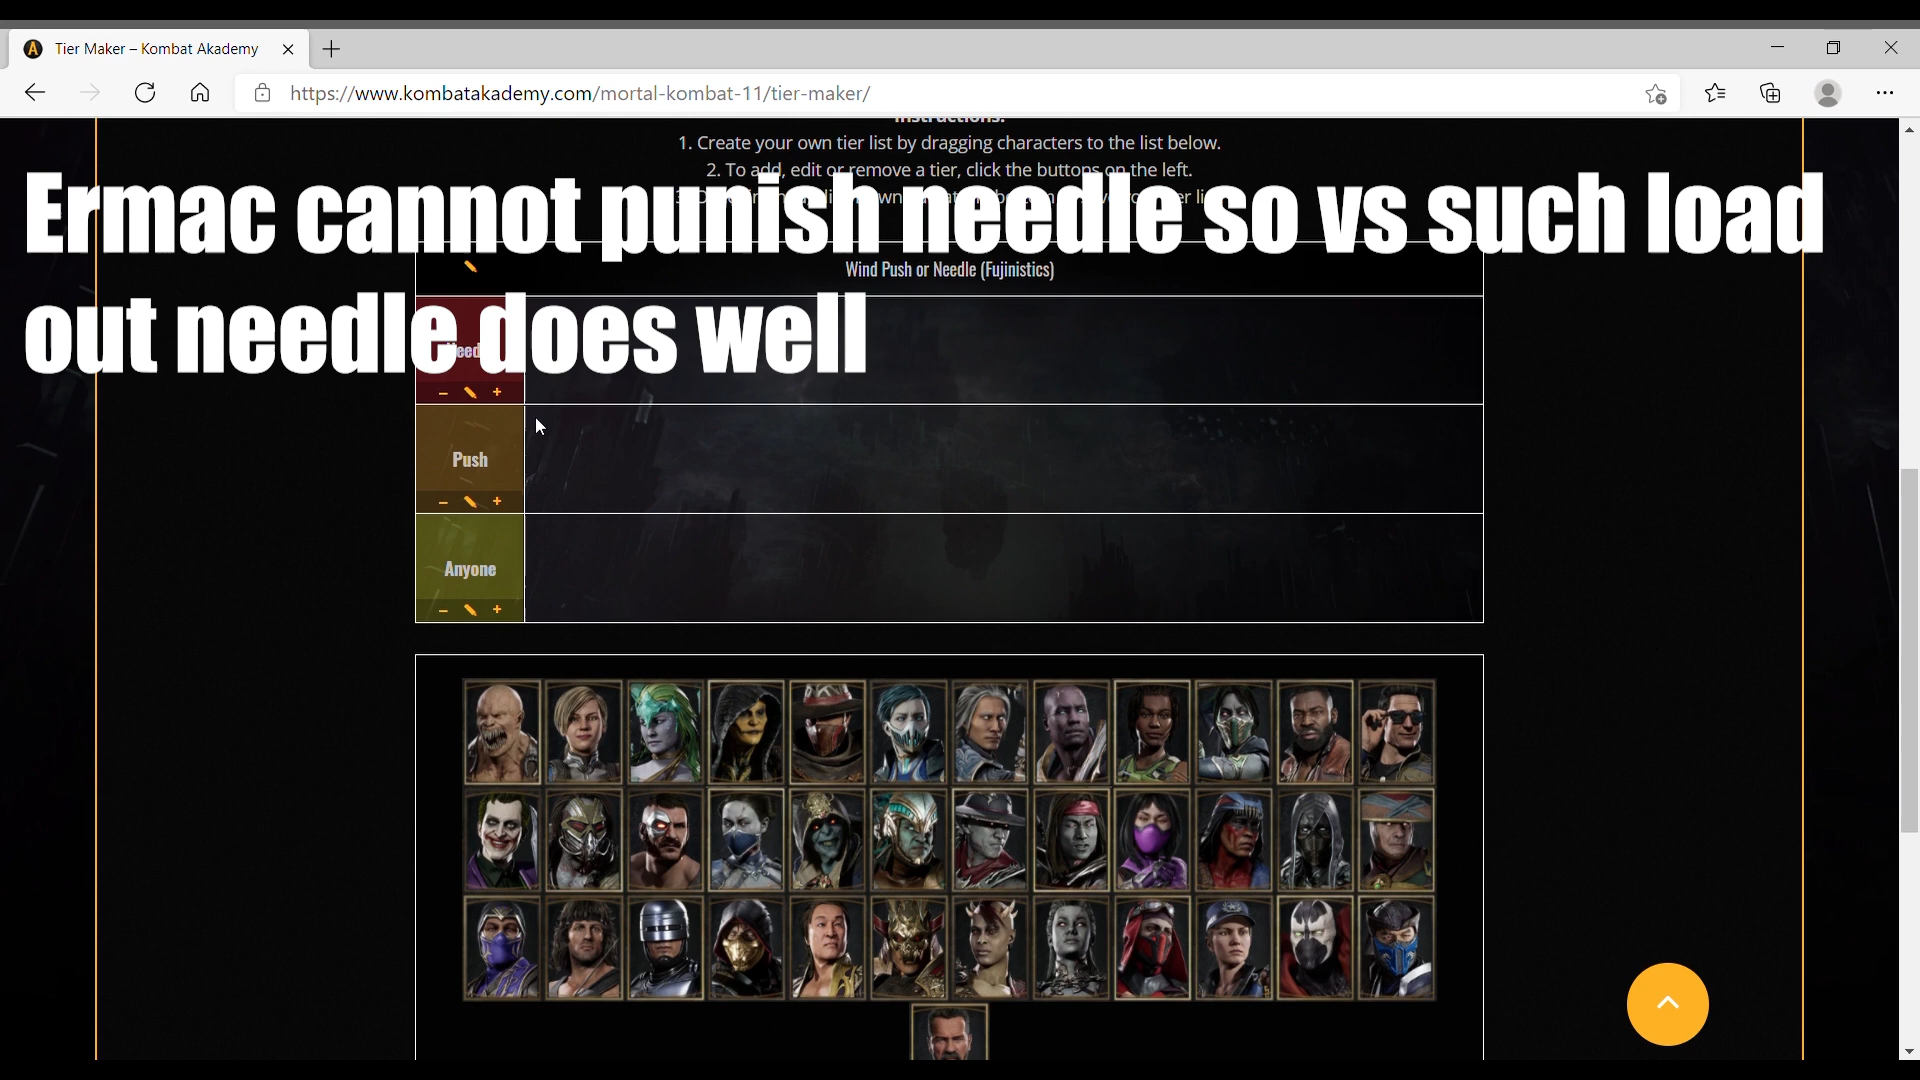 Tier Maker – Kombat Akademy
https://www.kombatakademy.com/mortal-kombat-11/tier-maker/
Instructions:
1. Create your own tier list by dragging characters to the list below.
2. To add, edit or remove a tier, click the buttons on the left.
Ermac cannot punish needle so vs such load
out needle does well
Wind Push or Needle (Fujinistics)
Push
Anyone